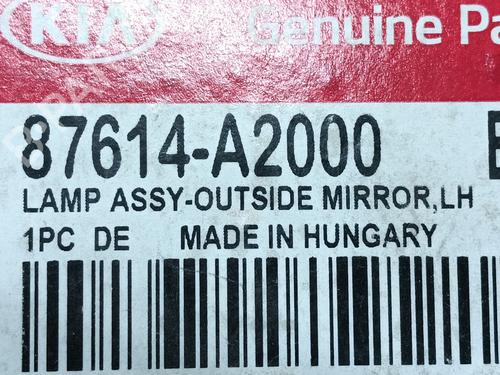 KIA Genuine Pa
87614-A2000 E
LAMP ASSY-OUTSIDE MIRROR,LH
1PC DE MADE IN HUNGARY